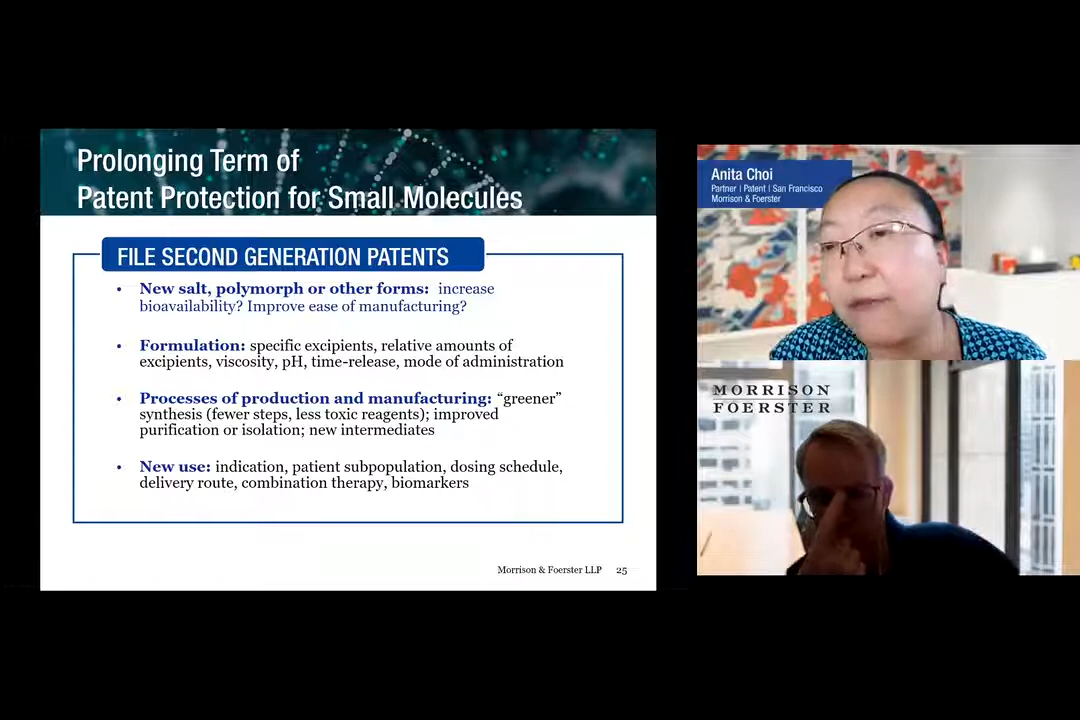 Prolonging Term of
Patent Protection for Small Molecules
FILE SECOND GENERATION PATENTS
• New salt, polymorph or other forms: increase
bioavailability? Improve ease of manufacturing?
• Formulation: specific excipients, relative amounts of
excipients, viscosity, pH, time-release, mode of administration
• Processes of production and manufacturing: “greener”
synthesis (fewer steps, less toxic reagents); improved
purification or isolation; new intermediates
• New use: indication, patient subpopulation, dosing schedule,
delivery route, combination therapy, biomarkers
Morrison & Foerster LLP 25
Anita Choi
Partner | Patent | San Francisco
Morrison & Foerster
MORRISON
FOERSTER